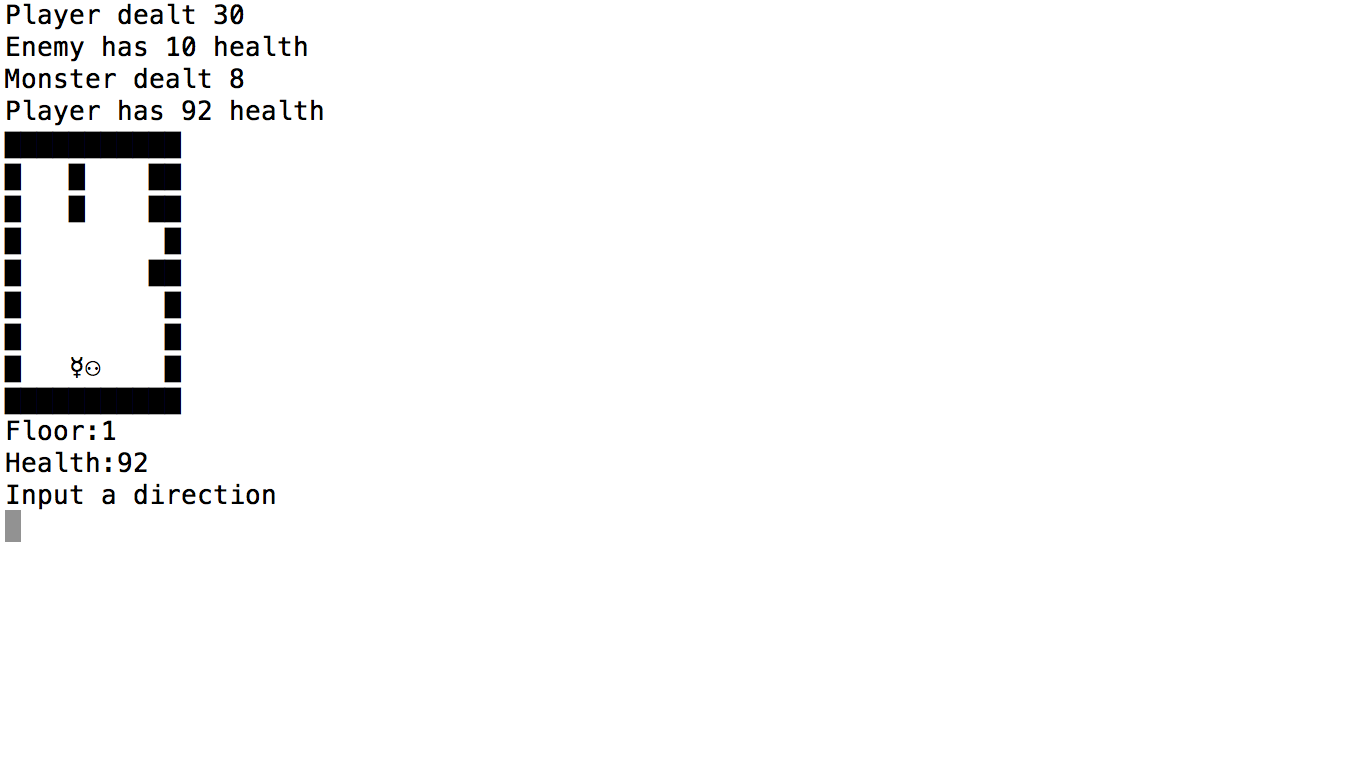 Player dealt 30
Enemy has 10 health
Monster dealt 8
Player has 92 health
███████████
█   █    ██
█   █    ██
█         █
█        ██
█         █
█         █
█   ☿⚇    █
███████████
Floor:1
Health:92
Input a direction